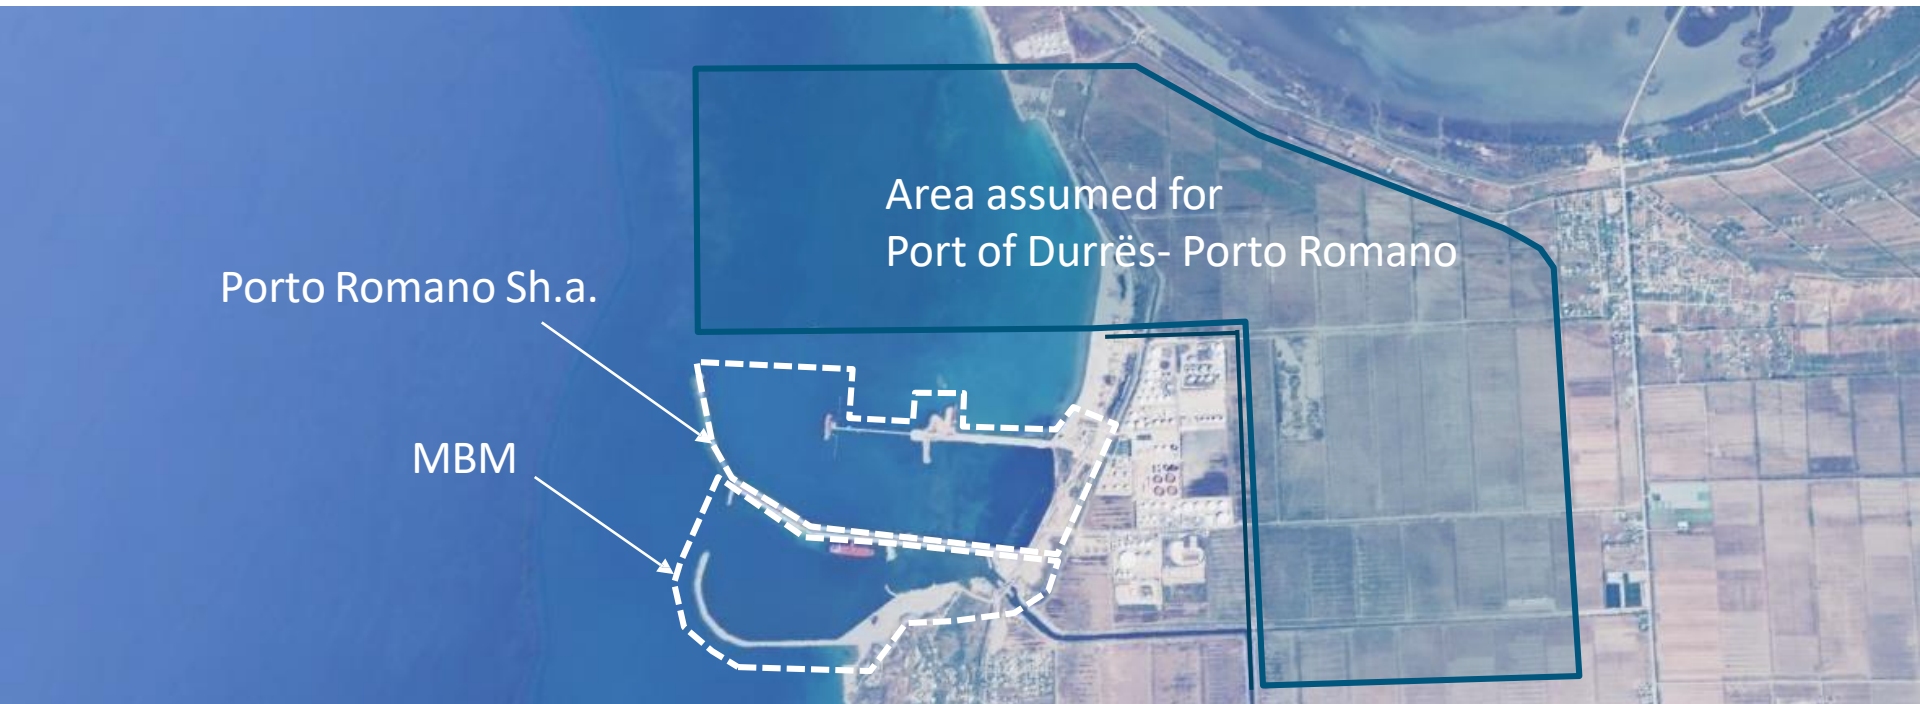 Area assumed for
Port of Durrës- Porto Romano
Porto Romano Sh.a.
MBM